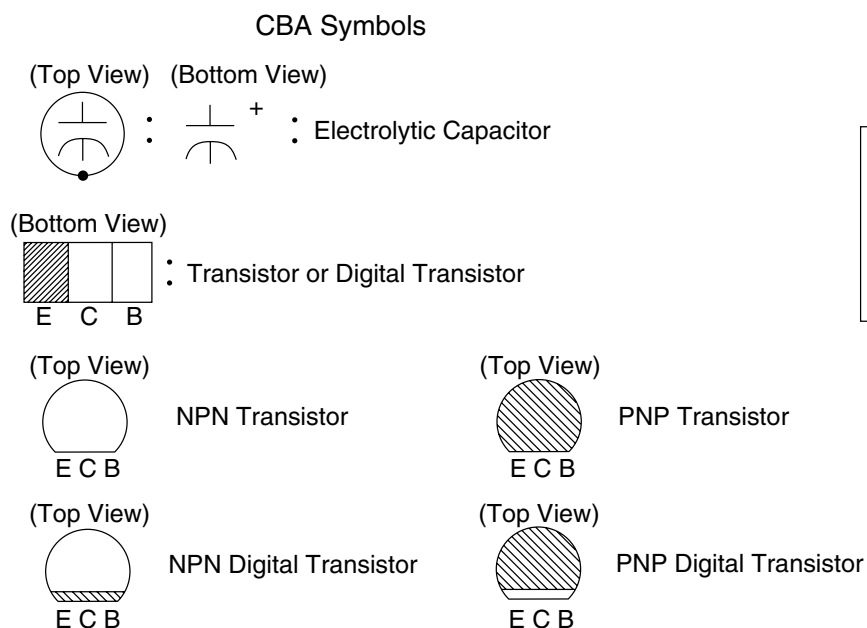 CBA Symbols
(Top View) (Bottom View)
+
: : Electrolytic Capacitor
(Bottom View)
: Transistor or Digital Transistor
E C B
(Top View) (Top View)
NPN Transistor PNP Transistor
E C B E C B
(Top View) (Top View)
NPN Digital Transistor PNP Digital Transistor
E C B E C B